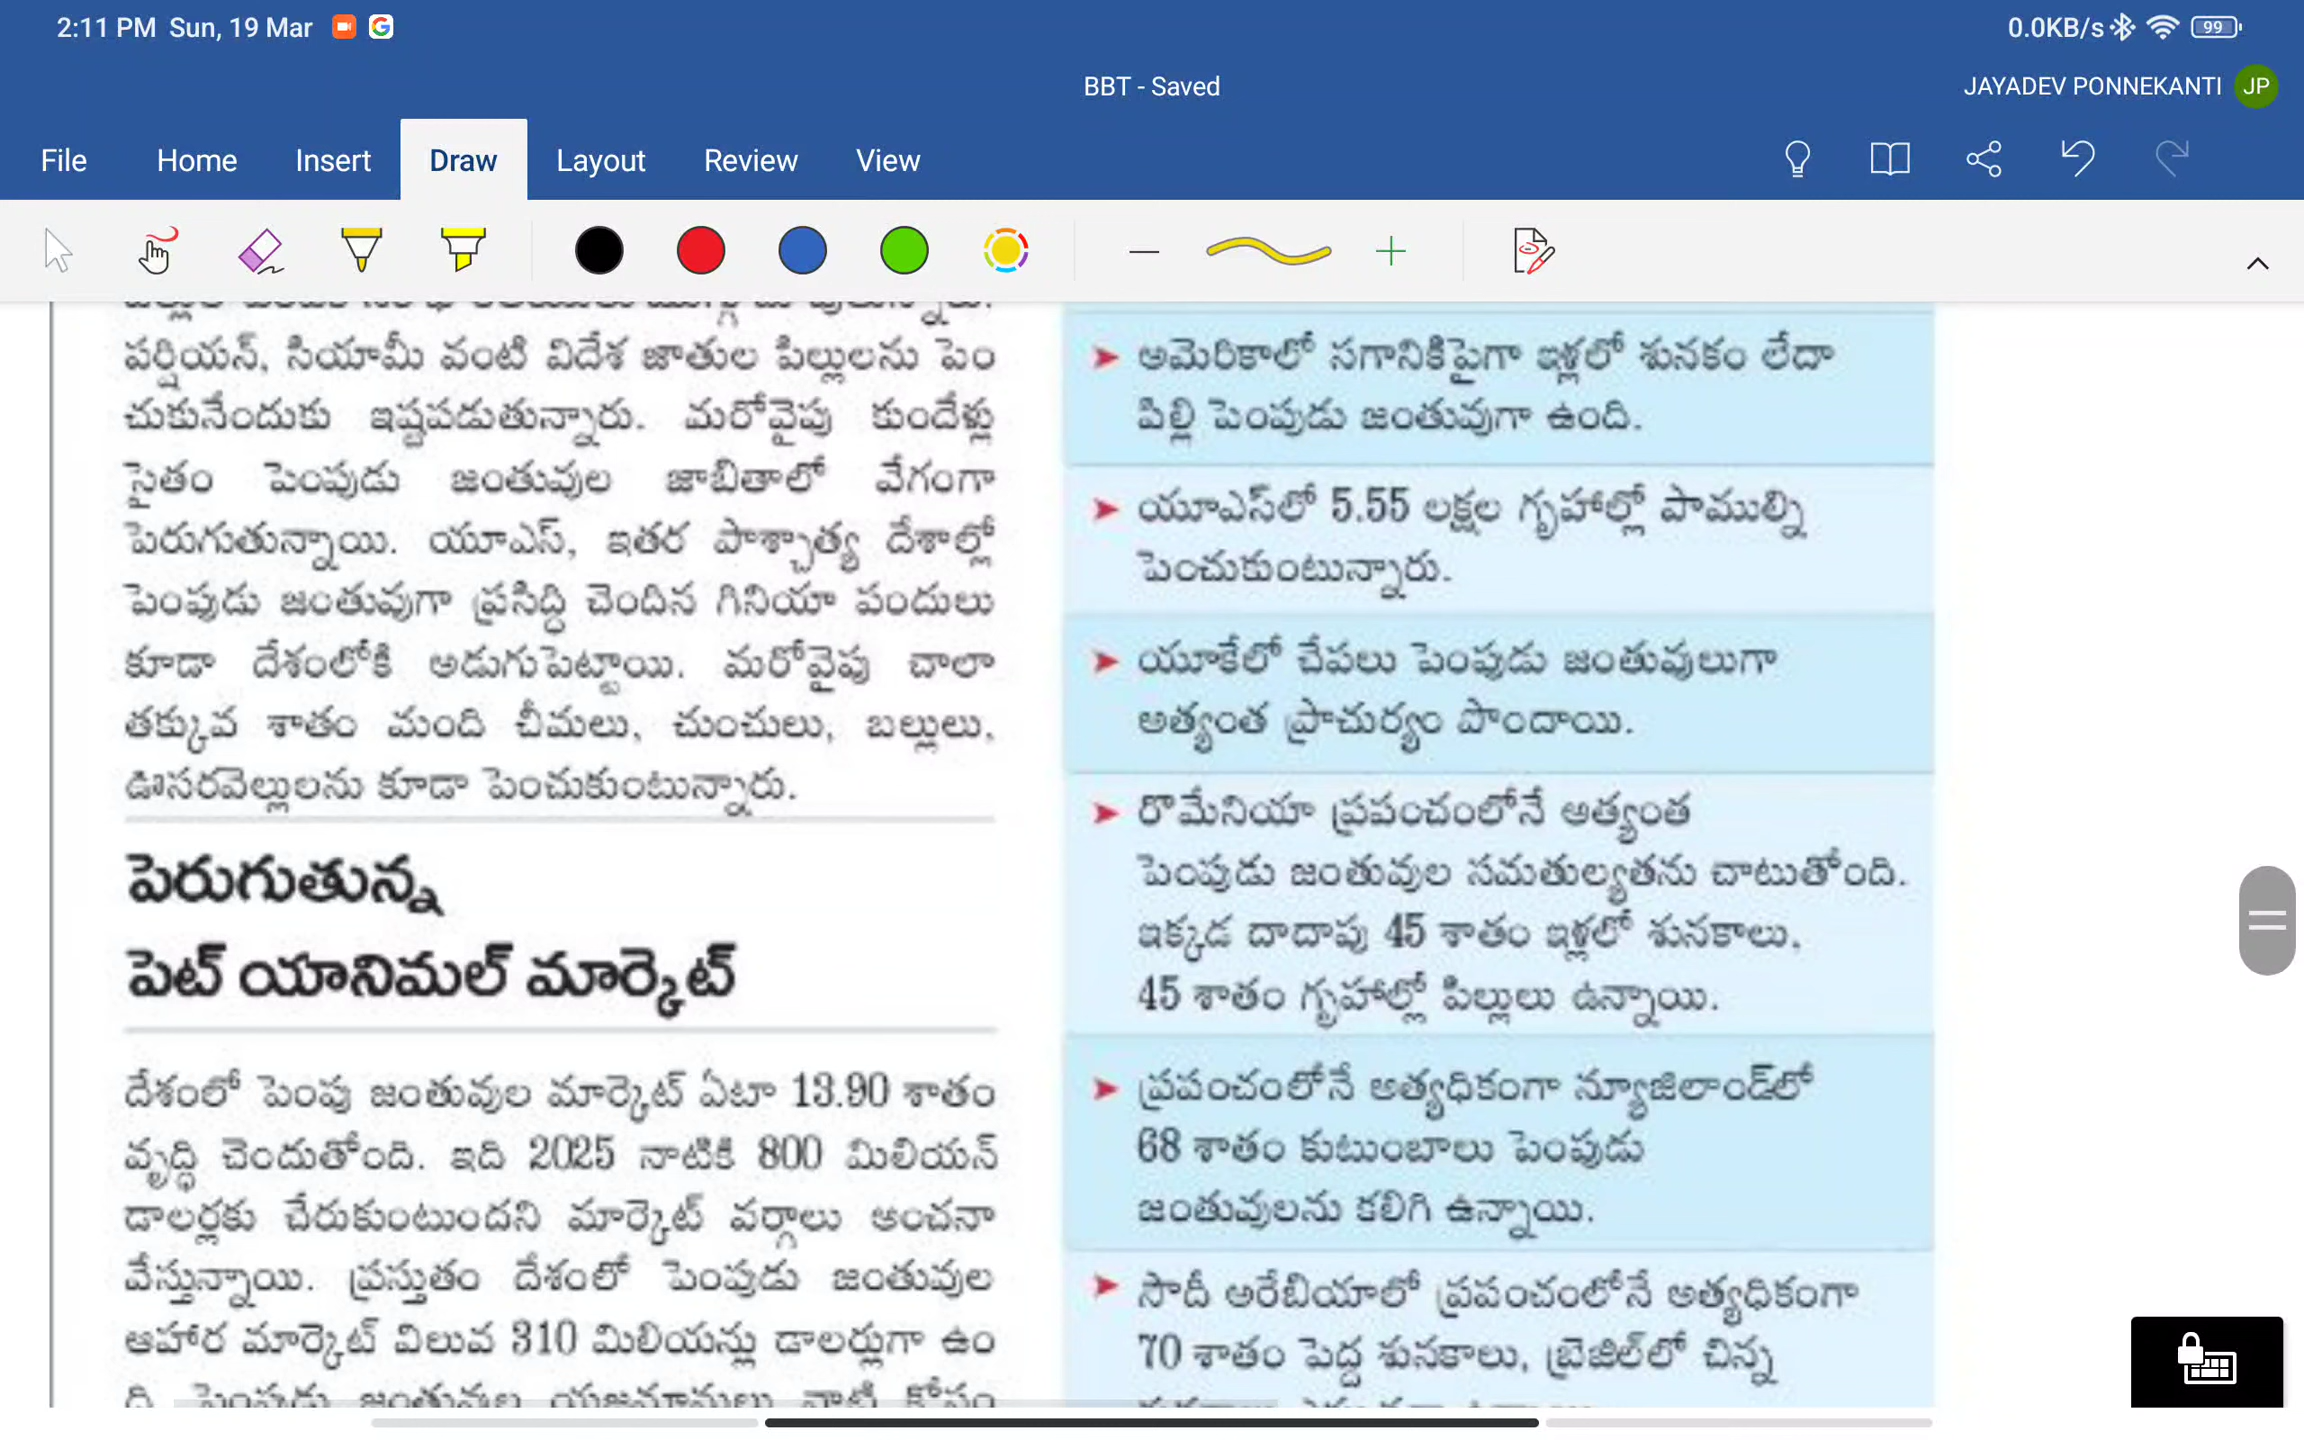 2:11 PM Sun, 19 Mar
0.0KB/s
99
BBT - Saved
JAYADEV PONNEKANTI JP
File Home Insert Draw Layout Review View
పర్షియన్, సియామీ వంటి విదేశ జాతుల పిల్లులను పెం
చుకునేందుకు ఇష్టపడుతున్నారు. మరోవైపు కుందేళ్లు
సైతం పెంపుడు జంతువుల జాబితాలో వేగంగా
పెరుగుతున్నాయి. యూఎస్, ఇతర పాశ్చాత్య దేశాల్లో
పెంపుడు జంతువుగా ప్రసిద్ధి చెందిన గినియా పందులు
కూడా దేశంలోకి అడుగుపెట్టాయి. మరోవైపు చాలా
తక్కువ శాతం మంది చీమలు, చుంచులు, బల్లులు,
ఊసరవెల్లులను కూడా పెంచుకుంటున్నారు.
పెరుగుతున్న
పెట్ యానిమల్ మార్కెట్
దేశంలో పెంపు జంతువుల మార్కెట్ ఏటా 13.90 శాతం
వృద్ధి చెందుతోంది. ఇది 2025 నాటికి 800 మిలియన్
డాలర్లకు చేరుకుంటుందని మార్కెట్ వర్గాలు అంచనా
వేస్తున్నాయి. ప్రస్తుతం దేశంలో పెంపుడు జంతువుల
ఆహార మార్కెట్ విలువ 310 మిలియన్లు డాలర్లుగా ఉం
ది పెంపుడు జంతువుల యజమానులు వాటి కోసం
అమెరికాలో సగానికిపైగా ఇళ్లలో శునకం లేదా
పిల్లి పెంపుడు జంతువుగా ఉంది.
యూఎస్‌లో 5.55 లక్షల గృహాల్లో పాముల్ని
పెంచుకుంటున్నారు.
యూకేలో చేపలు పెంపుడు జంతువులుగా
అత్యంత ప్రాచుర్యం పొందాయి.
రొమేనియా ప్రపంచంలోనే అత్యంత
పెంపుడు జంతువుల సమతుల్యతను చాటుతోంది.
ఇక్కడ దాదాపు 45 శాతం ఇళ్లలో శునకాలు,
45 శాతం గృహాల్లో పిల్లులు ఉన్నాయి.
ప్రపంచంలోనే అత్యధికంగా న్యూజిలాండ్‌లో
68 శాతం కుటుంబాలు పెంపుడు
జంతువులను కలిగి ఉన్నాయి.
సౌదీ అరేబియాలో ప్రపంచంలోనే అత్యధికంగా
70 శాతం పెద్ద శునకాలు, బ్రెజిల్‌లో చిన్న